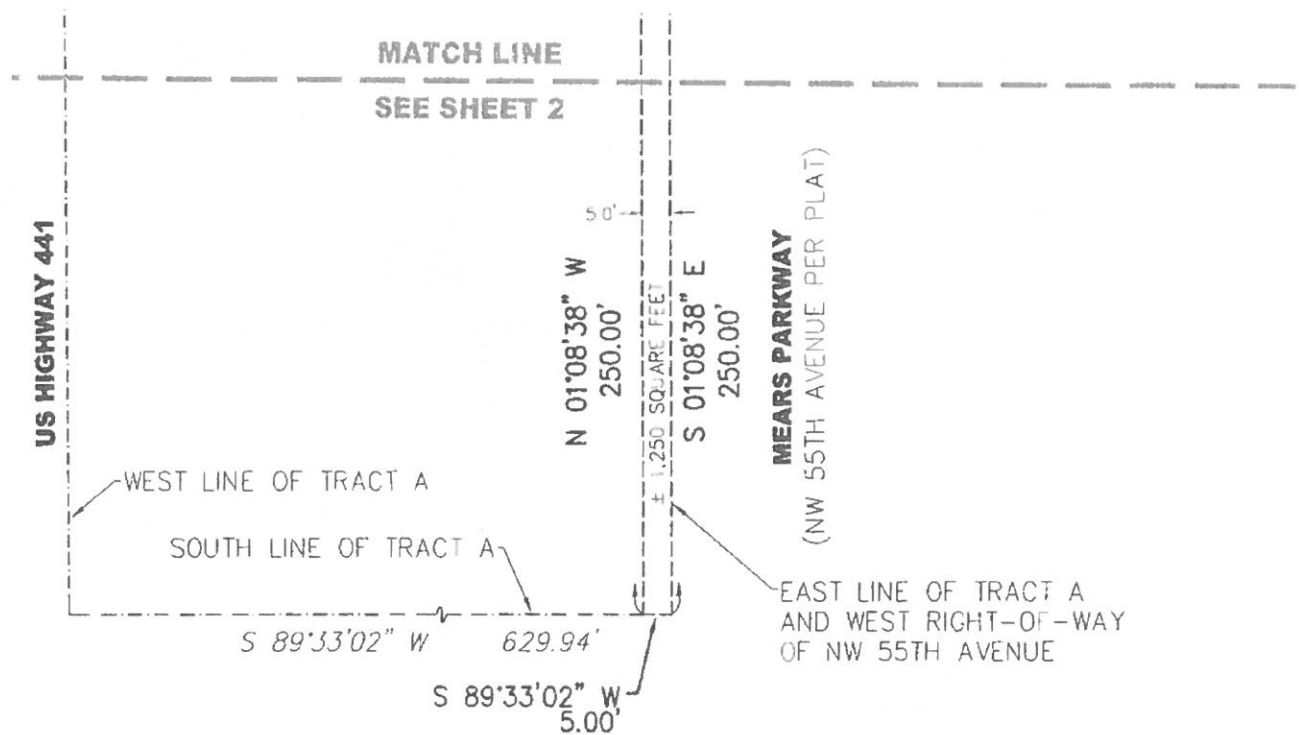 MATCH LINE
SEE SHEET 2
US HIGHWAY 441
5.0'
N 01°08'38" W
250.00'
± 1,250 SQUARE FEET
S 01°08'38" E
250.00'
MEARS PARKWAY
(NW 55TH AVENUE PER PLAT)
WEST LINE OF TRACT A
SOUTH LINE OF TRACT A
S 89°33'02" W 629.94'
S 89°33'02" W
5.00'
EAST LINE OF TRACT A
AND WEST RIGHT-OF-WAY
OF NW 55TH AVENUE